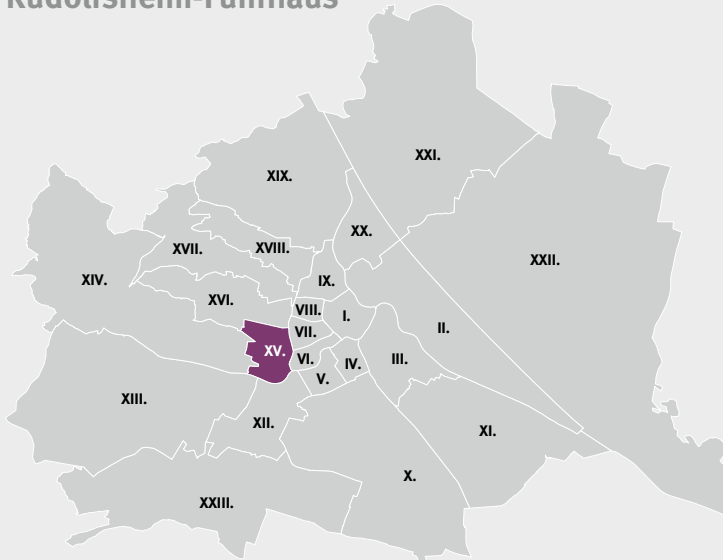 Rudolfsheim-Fünfhaus
XXI.
XIX.
XX.
XXII.
XVII.
XVIII.
XIV.
IX.
XVI.
VIII.
I.
II.
VII.
XV.
VI.
IV.
III.
V.
XIII.
XII.
XI.
X.
XXIII.